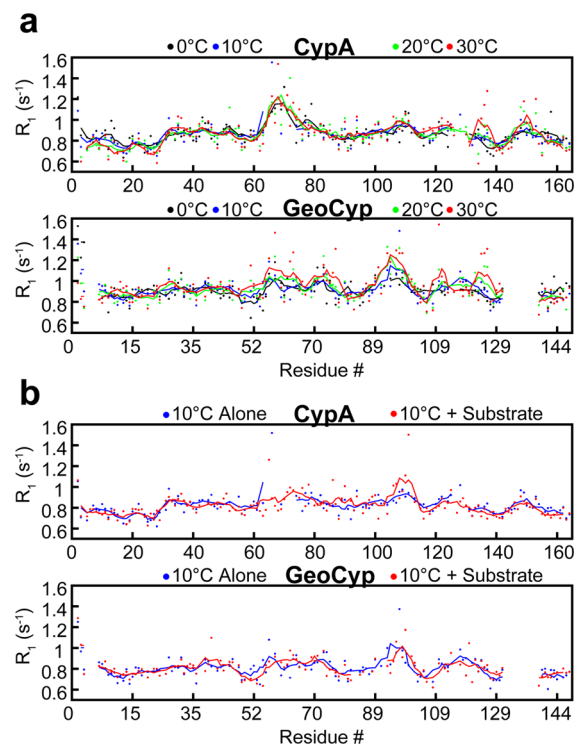 a
0°C 10°C CypA 20°C 30°C
R1 (s-1)
1.6
1.4
1.2
1
0.8
0.6
0 20 40 60 80 100 120 140 160
0°C 10°C GeoCyp 20°C 30°C
R1 (s-1)
1.6
1.4
1.2
1
0.8
0.6
0 15 35 52 70 89 109 129 144
Residue #
b
10°C Alone CypA 10°C + Substrate
R1 (s-1)
1.6
1.4
1.2
1
0.8
0.6
0 20 40 60 80 100 120 140 160
10°C Alone GeoCyp 10°C + Substrate
R1 (s-1)
1.6
1.4
1.2
1
0.8
0.6
0 15 34 52 70 89 109 129 144
Residue #